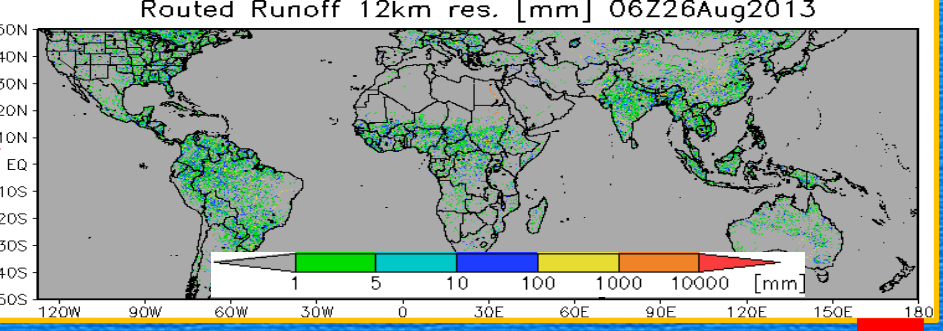 Routed Runoff 12km res. [mm] 06Z26Aug2013
50N
40N
30N
20N
10N
EQ
10S
20S
30S
40S
50S
1 5 10 100 1000 10000 [mm]
120W 90W 60W 30W 0 30E 60E 90E 120E 150E 180